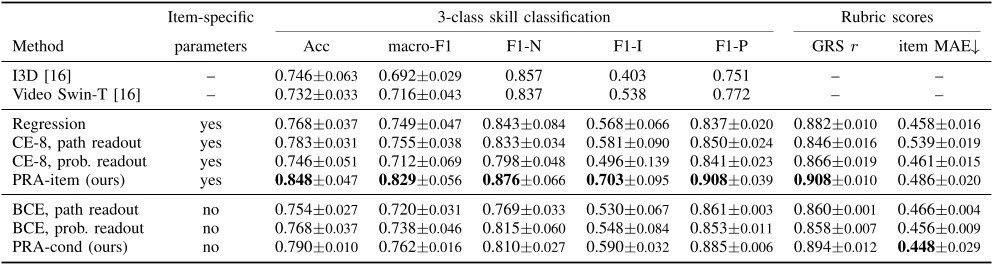 Item-specific 3-class skill classification Rubric scores
Method parameters Acc macro-F1 F1-N F1-I F1-P GRS r item MAE↓
I3D [16] – 0.746±0.063 0.692±0.029 0.857 0.403 0.751 – –
Video Swin-T [16] – 0.732±0.033 0.716±0.043 0.837 0.538 0.772 – –
Regression yes 0.768±0.037 0.749±0.047 0.843±0.084 0.568±0.066 0.837±0.020 0.882±0.010 0.458±0.016
CE-8, path readout yes 0.783±0.031 0.755±0.038 0.833±0.034 0.581±0.090 0.850±0.024 0.846±0.016 0.539±0.019
CE-8, prob. readout yes 0.746±0.051 0.712±0.069 0.798±0.048 0.496±0.139 0.841±0.023 0.866±0.019 0.461±0.015
PRA-item (ours) yes 0.848±0.047 0.829±0.056 0.876±0.066 0.703±0.095 0.908±0.039 0.908±0.010 0.486±0.020
BCE, path readout no 0.754±0.027 0.720±0.031 0.769±0.033 0.530±0.067 0.861±0.003 0.860±0.001 0.466±0.004
BCE, prob. readout no 0.768±0.037 0.738±0.046 0.815±0.060 0.548±0.084 0.853±0.011 0.858±0.007 0.456±0.009
PRA-cond (ours) no 0.790±0.010 0.762±0.016 0.810±0.027 0.590±0.032 0.885±0.006 0.894±0.012 0.448±0.029